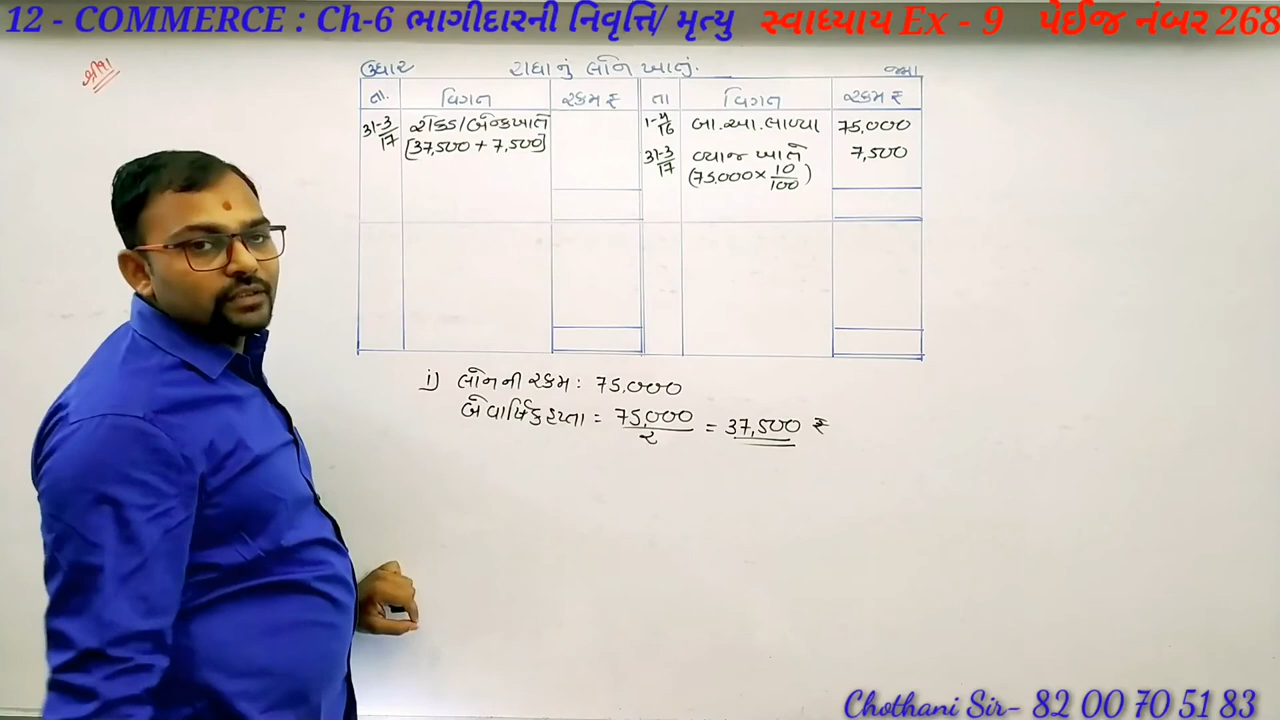 12 - COMMERCE : Ch-6 ભાગીદારની નિવૃત્તિ/ મૃત્યુ સ્વાધ્યાય Ex - 9 પેઈજ નંબર 268
શ્રી૧ા
ઉધાર રાધાનું લોન ખાતું. જમા
તા. વિગત રકમ ₹ તા વિગત રકમ ₹
31-3/17 રોકડ/બેન્કખાતે 1-4/16 બા.આ.લાવ્યા 75,000
[37,500 + 7,500] 31-3/17 વ્યાજ ખાતે 7,500
(75,000 × 10/100)
i) લોનની રકમ : 75,000
બે વાર્ષિક હપ્તા = 75,000/2 = 37,500 ₹
Chothani Sir- 82 00 70 51 83